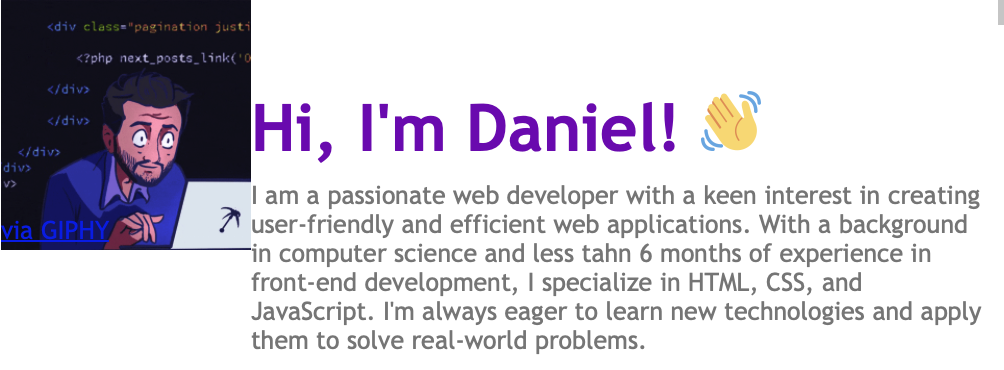 <div class="pagination justi
<?php next_posts_link('O
</div>
</div>
</div>
div>
v>
via GIPHY
Hi, I'm Daniel! 👋
I am a passionate web developer with a keen interest in creating
user-friendly and efficient web applications. With a background
in computer science and less tahn 6 months of experience in
front-end development, I specialize in HTML, CSS, and
JavaScript. I'm always eager to learn new technologies and apply
them to solve real-world problems.